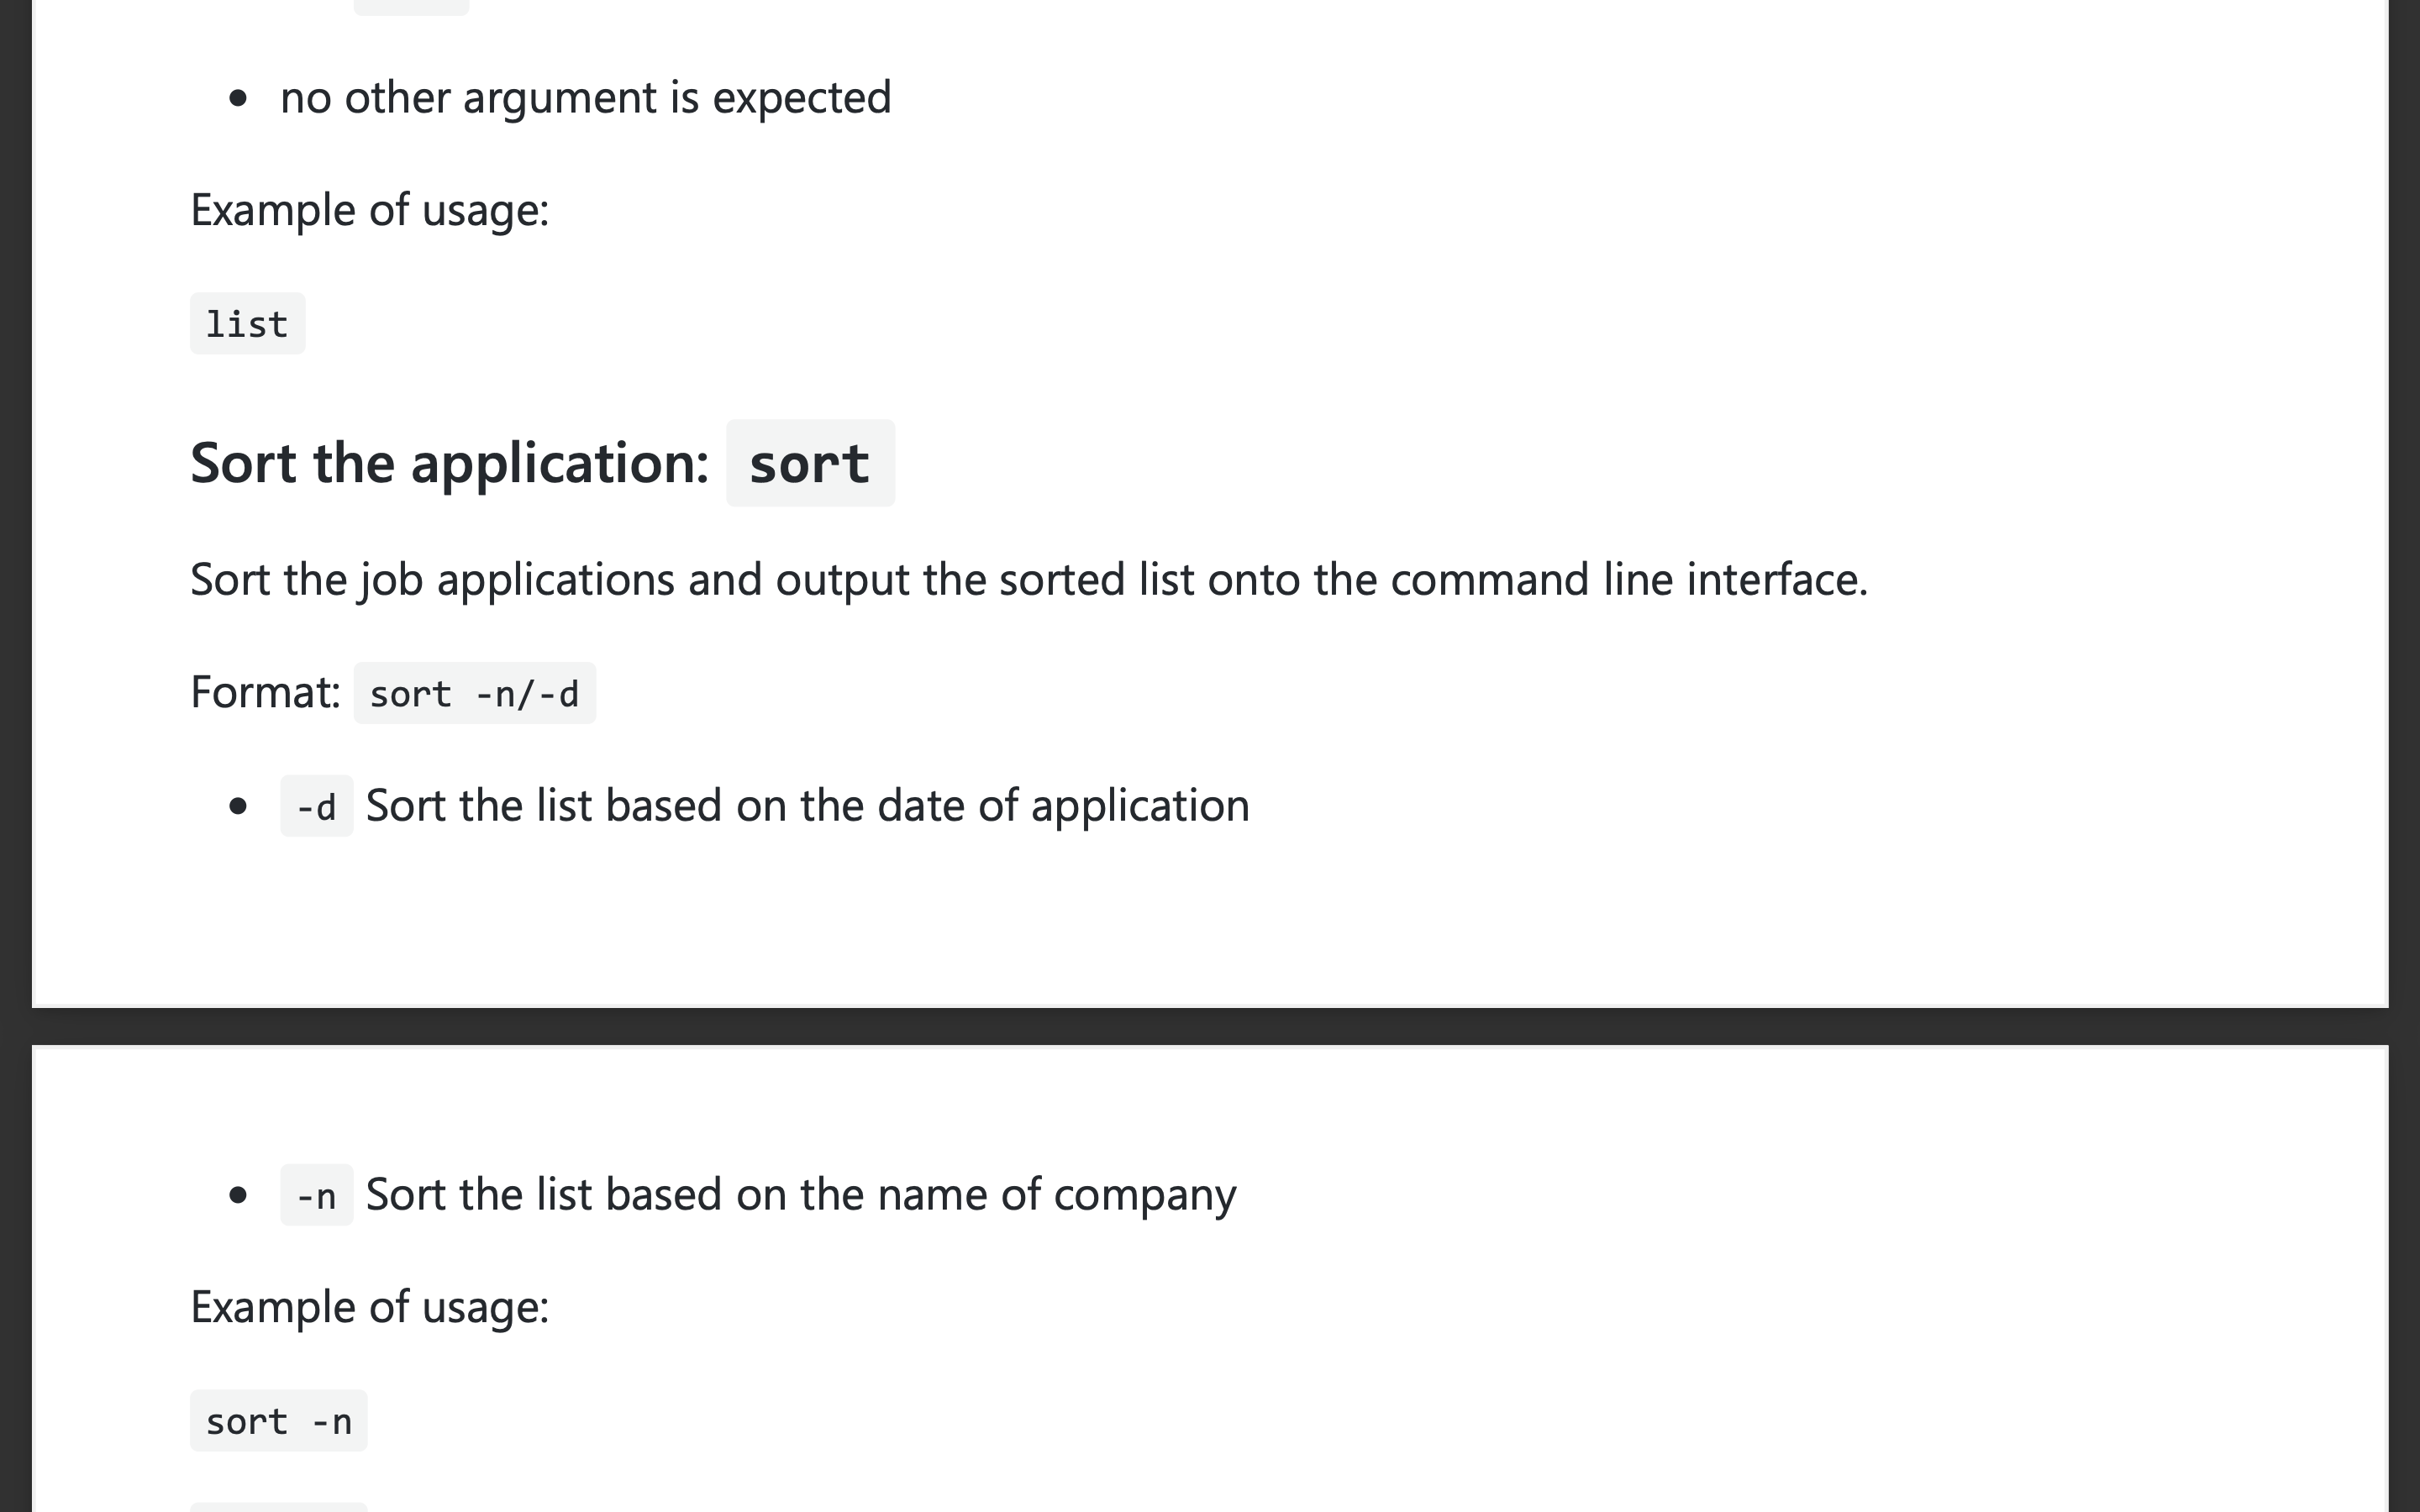 no other argument is expected
Example of usage:
list
Sort the application: sort
Sort the job applications and output the sorted list onto the command line interface.
Format: sort -n/-d
-d Sort the list based on the date of application
-n Sort the list based on the name of company
Example of usage:
sort -n